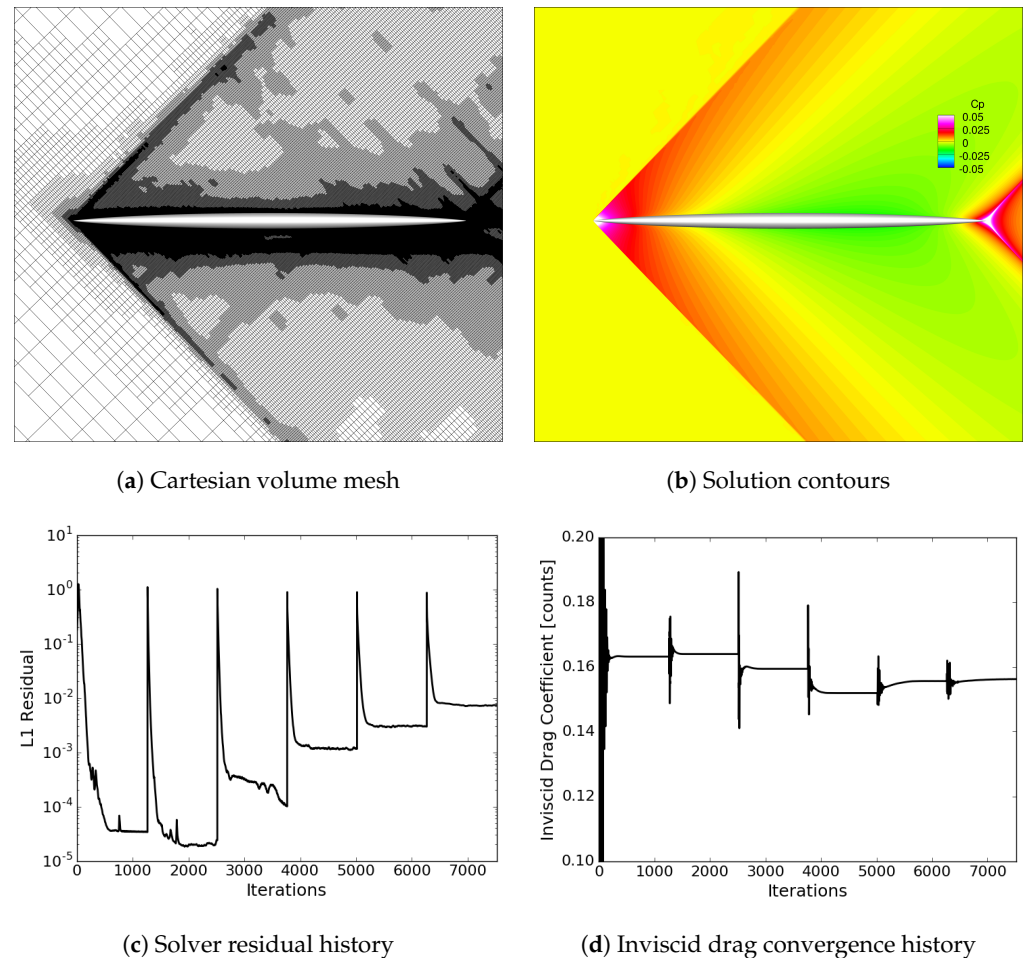 Cp
0.05
0.025
0
-0.025
-0.05
(a) Cartesian volume mesh
(b) Solution contours
10^1
10^0
10^-1
10^-2
10^-3
10^-4
10^-5
L1 Residual
0 1000 2000 3000 4000 5000 6000 7000
Iterations
0.20
0.18
0.16
0.14
0.12
0.10
Inviscid Drag Coefficient [counts]
0 1000 2000 3000 4000 5000 6000 7000
Iterations
(c) Solver residual history
(d) Inviscid drag convergence history